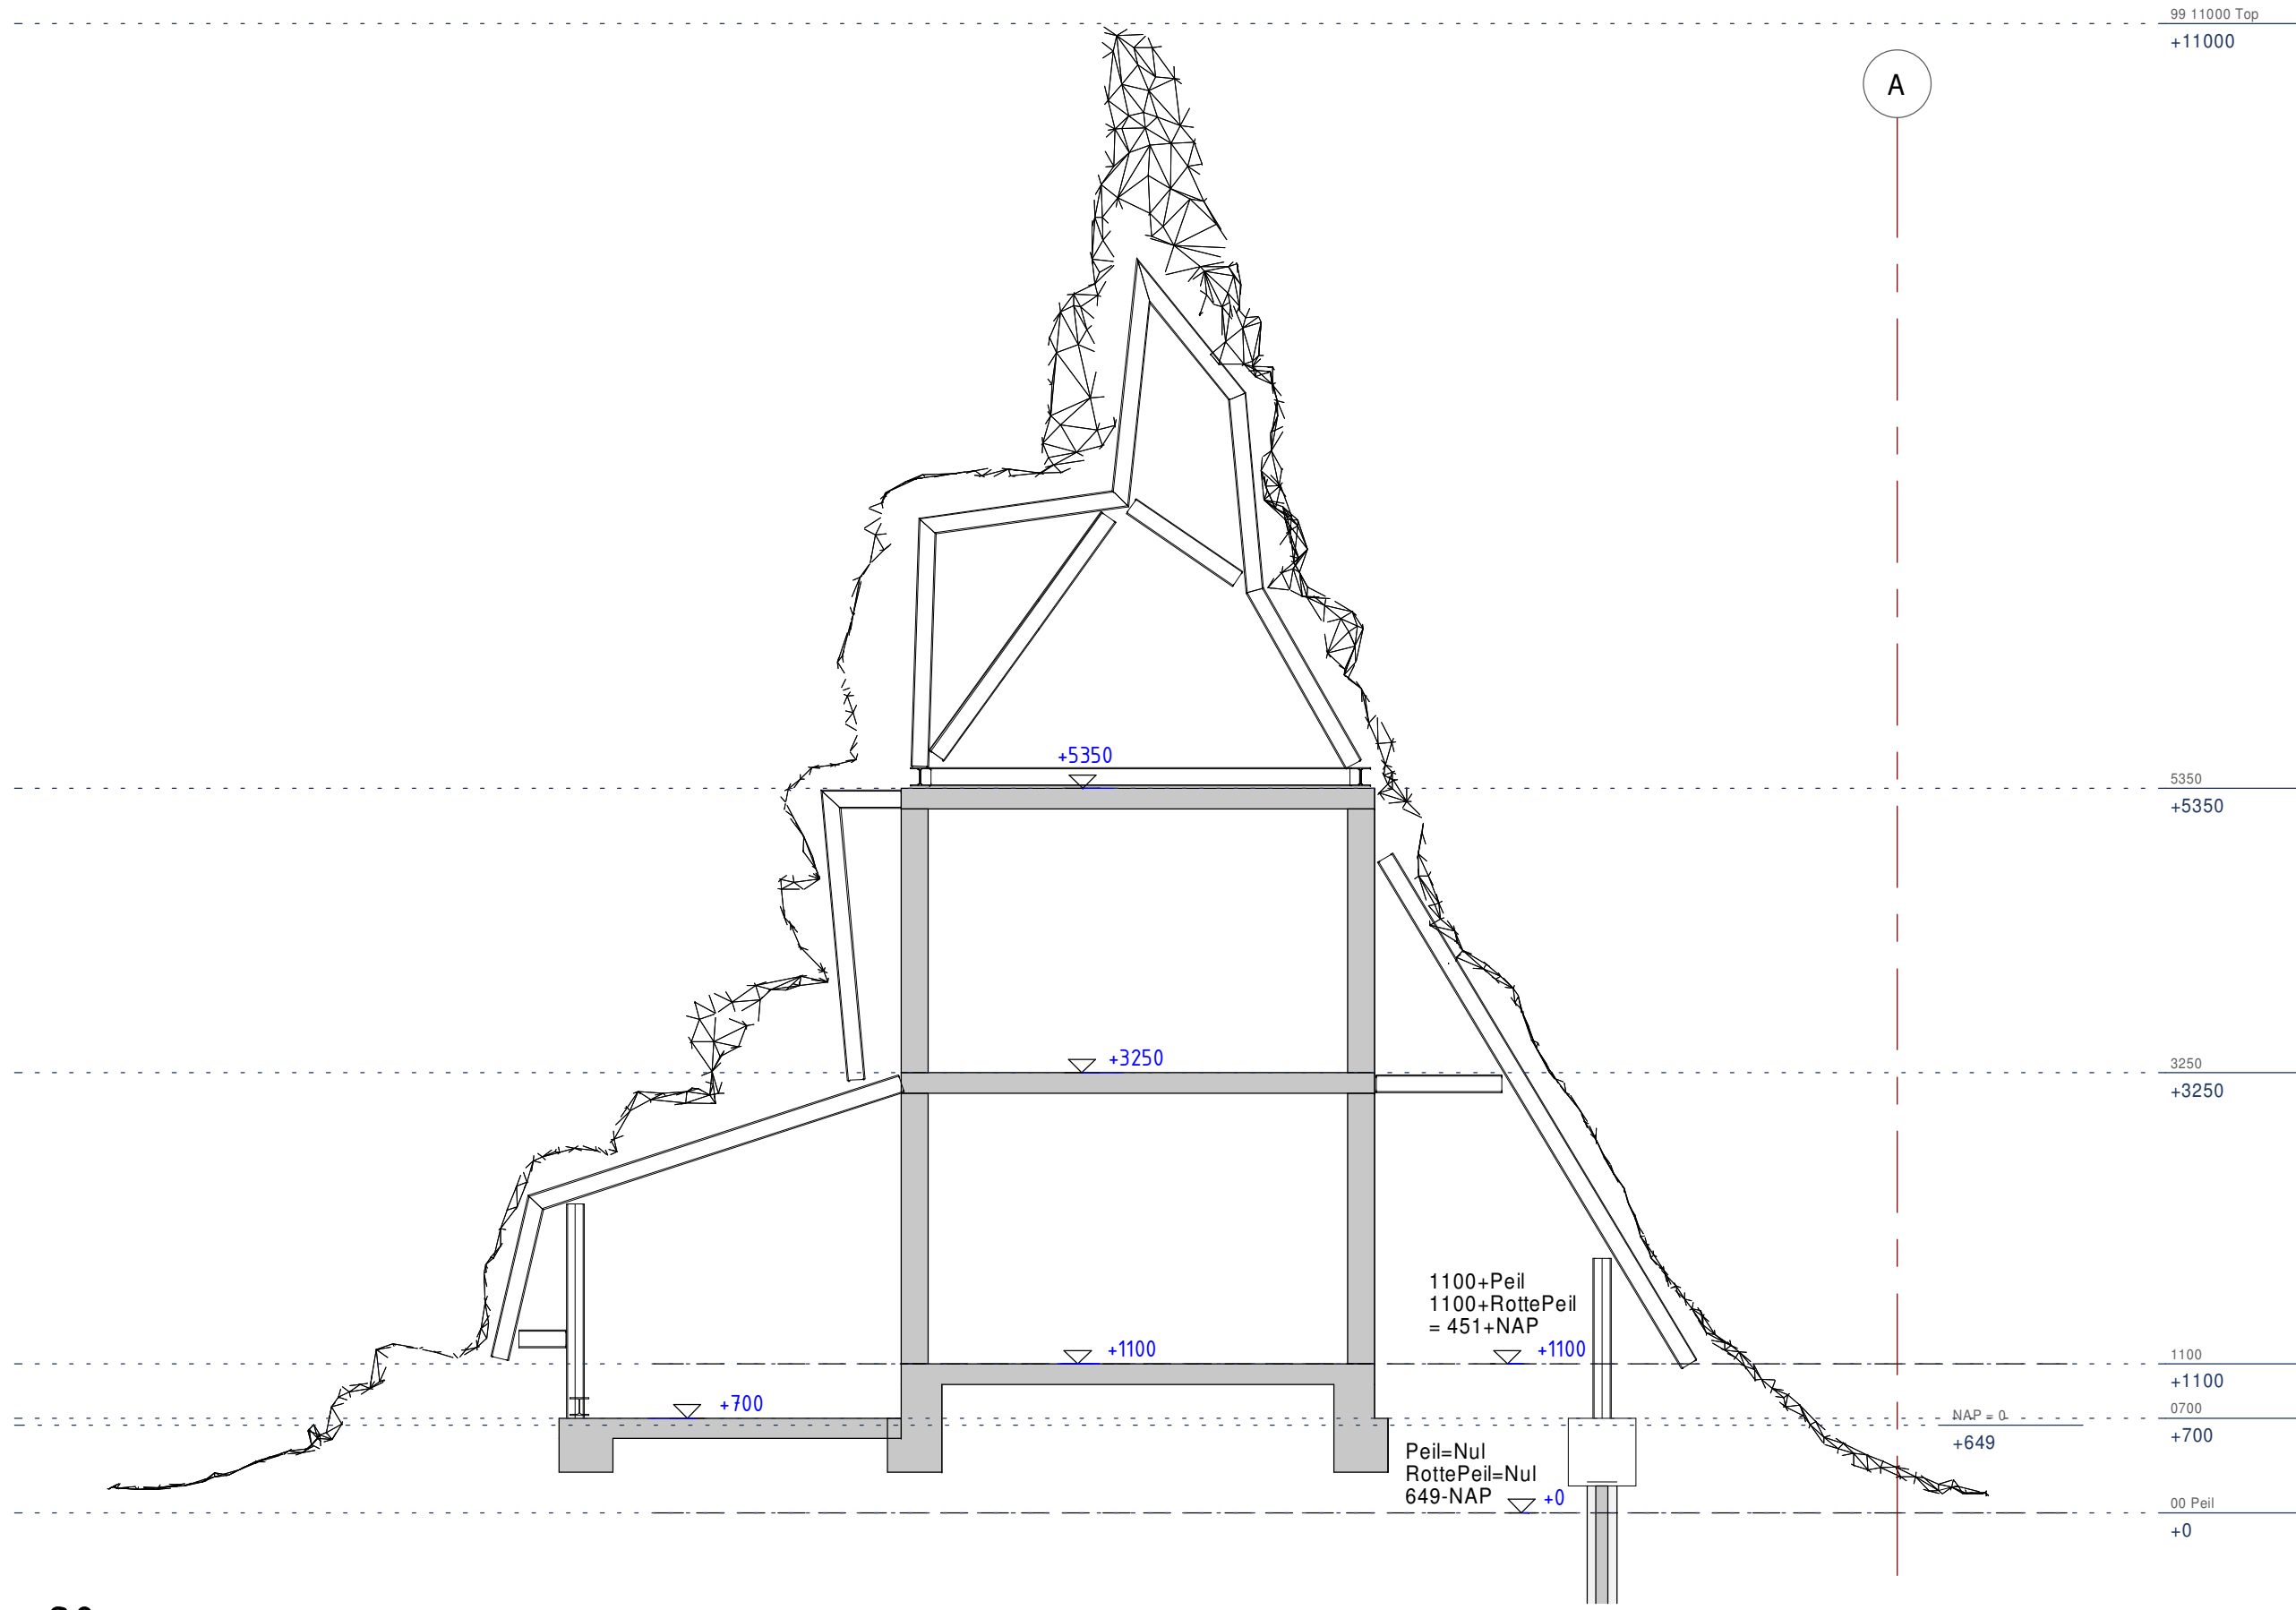 99 11000 Top
+11000
A
+5350
5350
+5350
+3250
3250
+3250
1100+Peil
1100+RottePeil
= 451+NAP
+1100
+1100
1100
+1100
+700
0700
+700
NAP = 0
+649
Peil=Nul
RottePeil=Nul
649-NAP
+0
00 Peil
+0